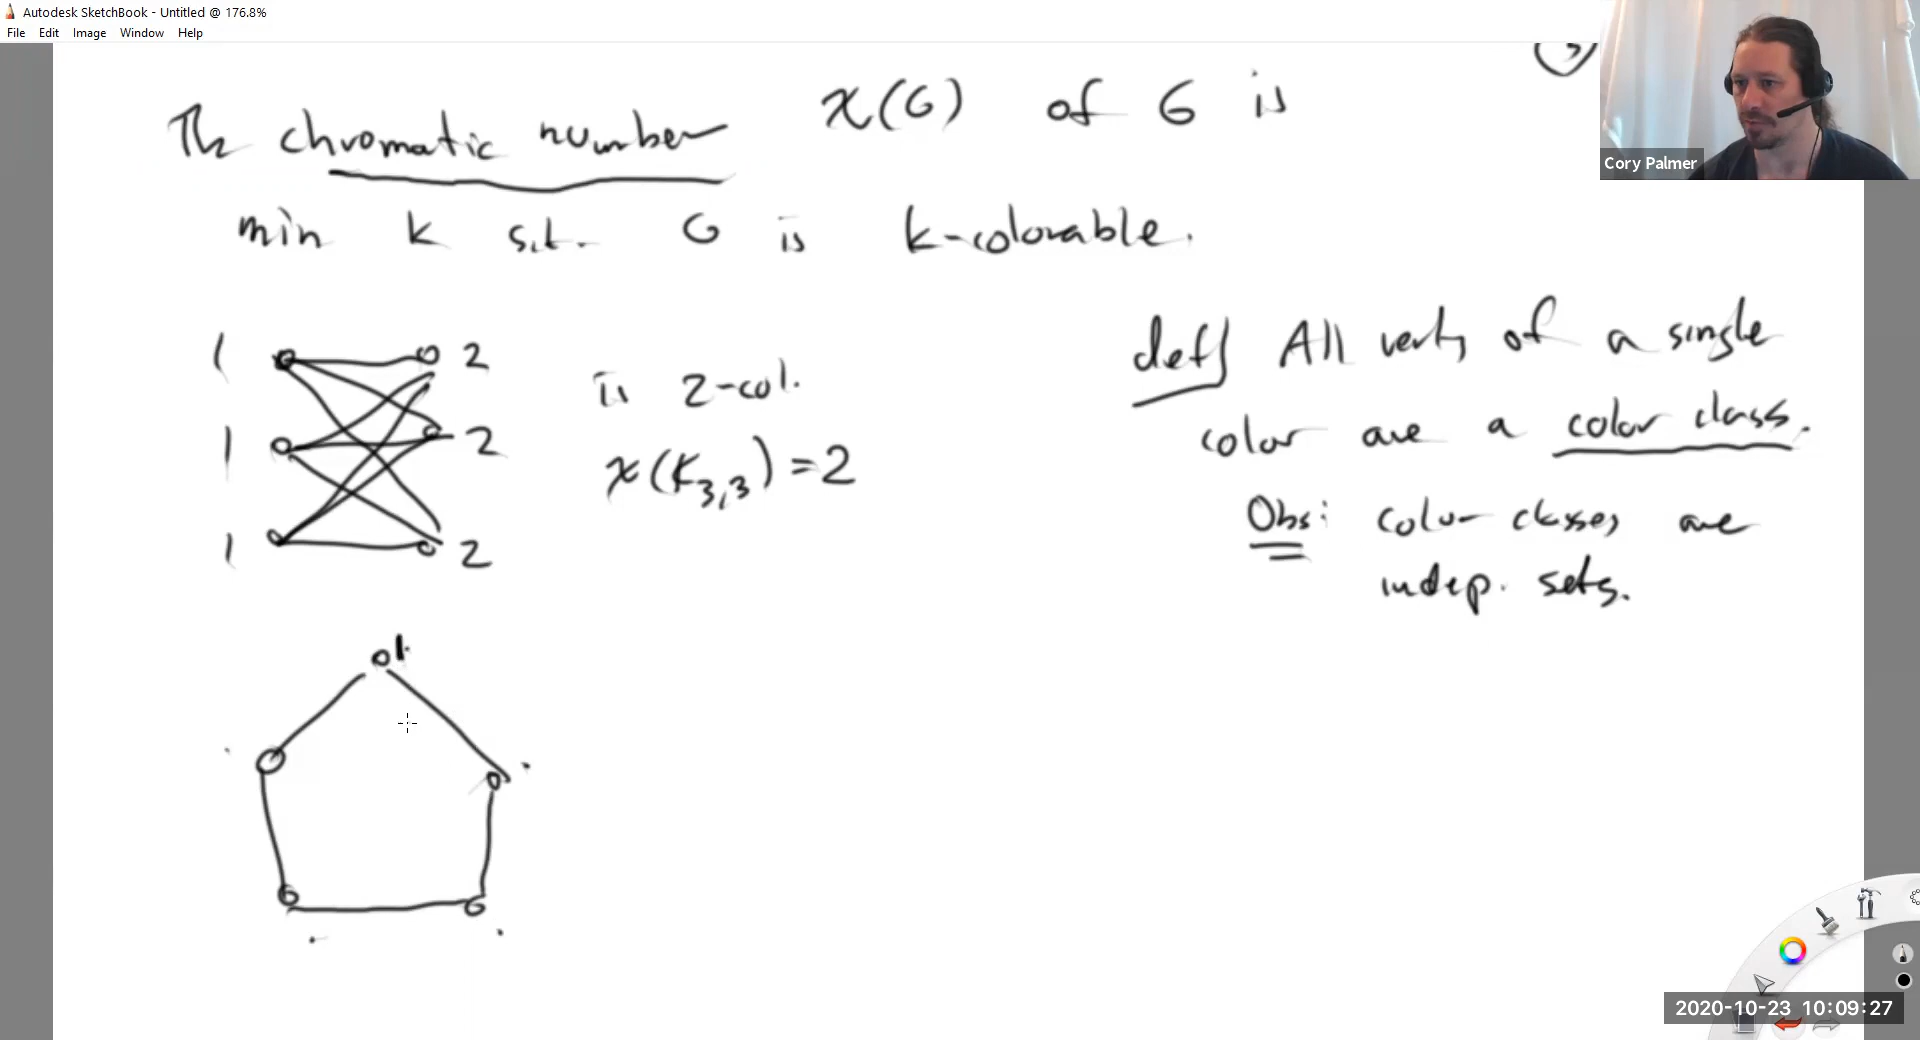 Autodesk SketchBook - Untitled @ 176.8%
File Edit Image Window Help
The chromatic number χ(G) of G is
min k s.t. G is k-colorable.
Cory Palmer
1 2
1 2
1 2
is 2-col.
χ(K3,3) = 2
def) All verts of a single
color are a color class.
Obs: color classes are
indep. sets.
1
2020-10-23 10:09:27